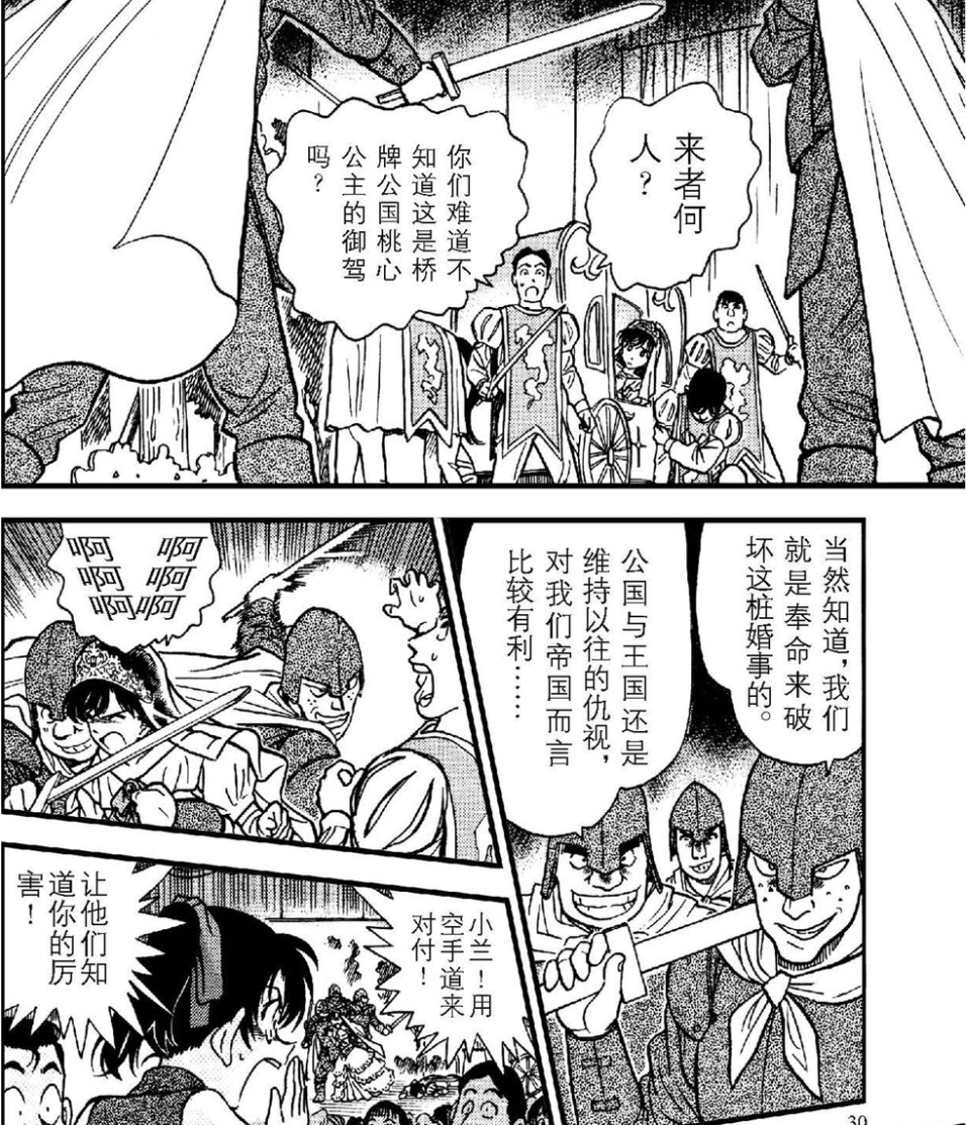 来者何
人？
你们难道不
知道这是桥
牌公国桃心
公主的御驾
吗？
当然知道，我们
就是奉命来破
坏这桩婚事的。
公国与王国还是
维持以往的仇视，
对我们帝国而言
比较有利……
啊啊啊
啊啊啊
小兰！用
空手道来
对付！
让他们知
道你的厉
害！
30